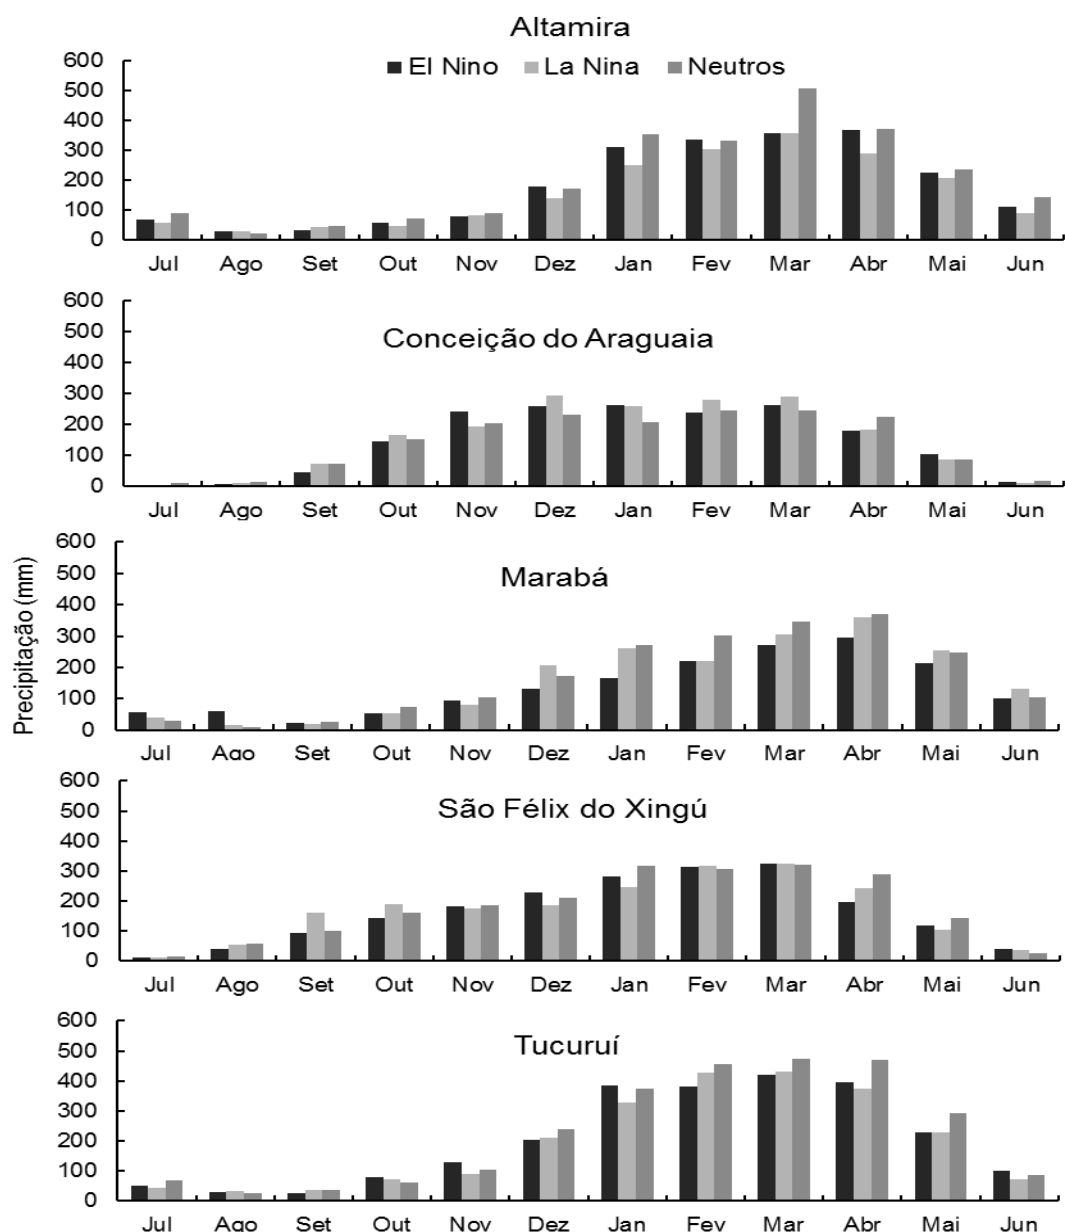 Altamira
El Nino La Nina Neutros
600
500
400
300
200
100
0
Jul Ago Set Out Nov Dez Jan Fev Mar Abr Mai Jun
Conceição do Araguaia
600
500
400
300
200
100
0
Jul Ago Set Out Nov Dez Jan Fev Mar Abr Mai Jun
Precipitação (mm)
Marabá
600
500
400
300
200
100
0
Jul Ago Set Out Nov Dez Jan Fev Mar Abr Mai Jun
São Félix do Xingú
600
500
400
300
200
100
0
Jul Ago Set Out Nov Dez Jan Fev Mar Abr Mai Jun
Tucuruí
600
500
400
300
200
100
0
Jul Ago Set Out Nov Dez Jan Fev Mar Abr Mai Jun